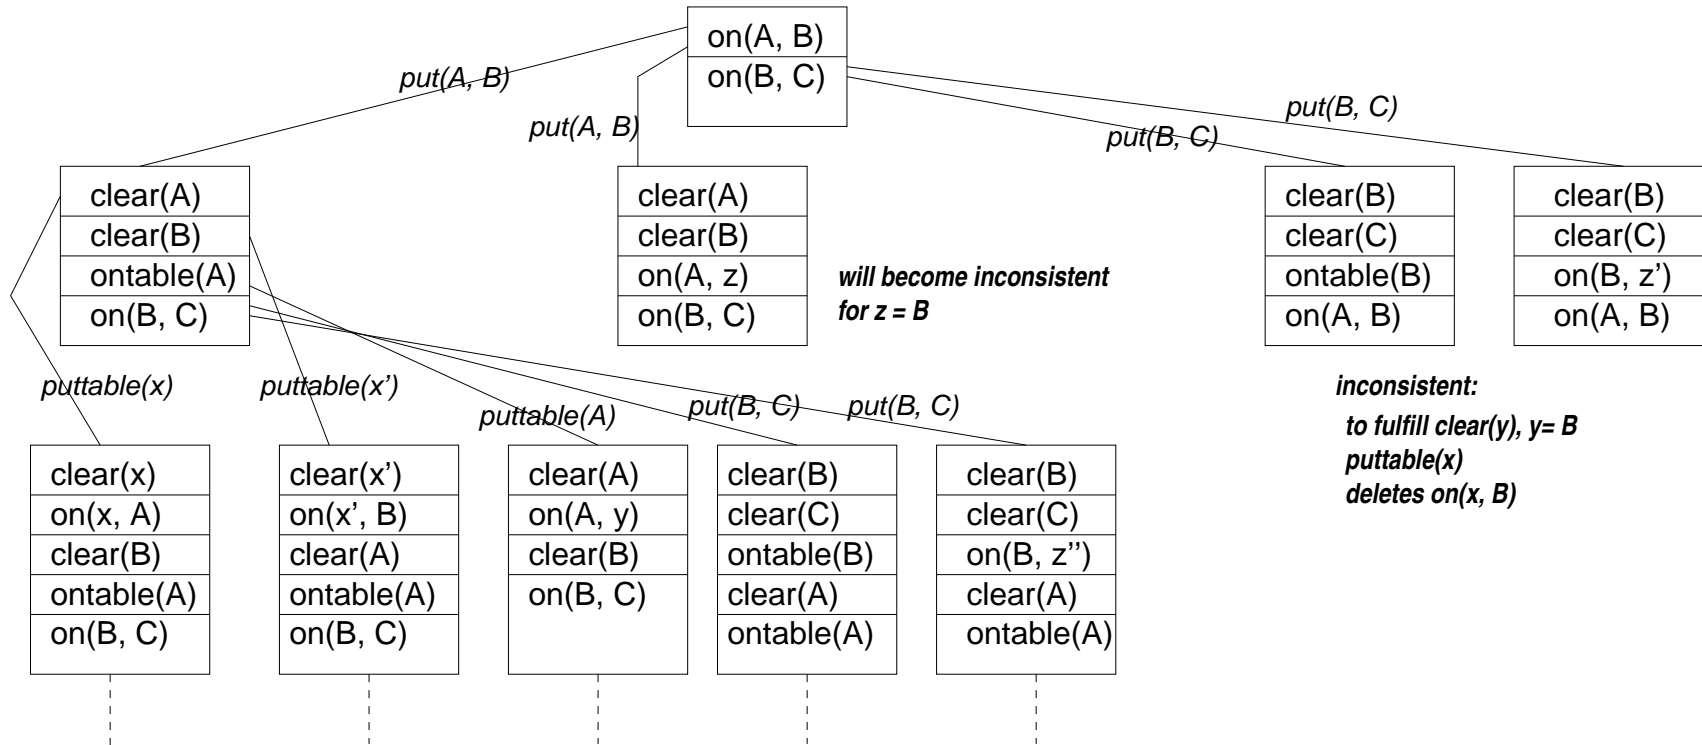 on(A, B)
on(B, C)
put(A, B)
put(A, B)
put(B, C)
put(B, C)
clear(A)
clear(B)
ontable(A)
on(B, C)
clear(A)
clear(B)
on(A, z)
on(B, C)
will become inconsistent
for z = B
clear(B)
clear(C)
ontable(B)
on(A, B)
clear(B)
clear(C)
on(B, z')
on(A, B)
inconsistent:
to fulfill clear(y), y= B
puttable(x)
deletes on(x, B)
puttable(x)
puttable(x')
puttable(A)
put(B, C)
put(B, C)
clear(x)
on(x, A)
clear(B)
ontable(A)
on(B, C)
clear(x')
on(x', B)
clear(A)
ontable(A)
on(B, C)
clear(A)
on(A, y)
clear(B)
on(B, C)
clear(B)
clear(C)
ontable(B)
clear(A)
ontable(A)
clear(B)
clear(C)
on(B, z'')
clear(A)
ontable(A)